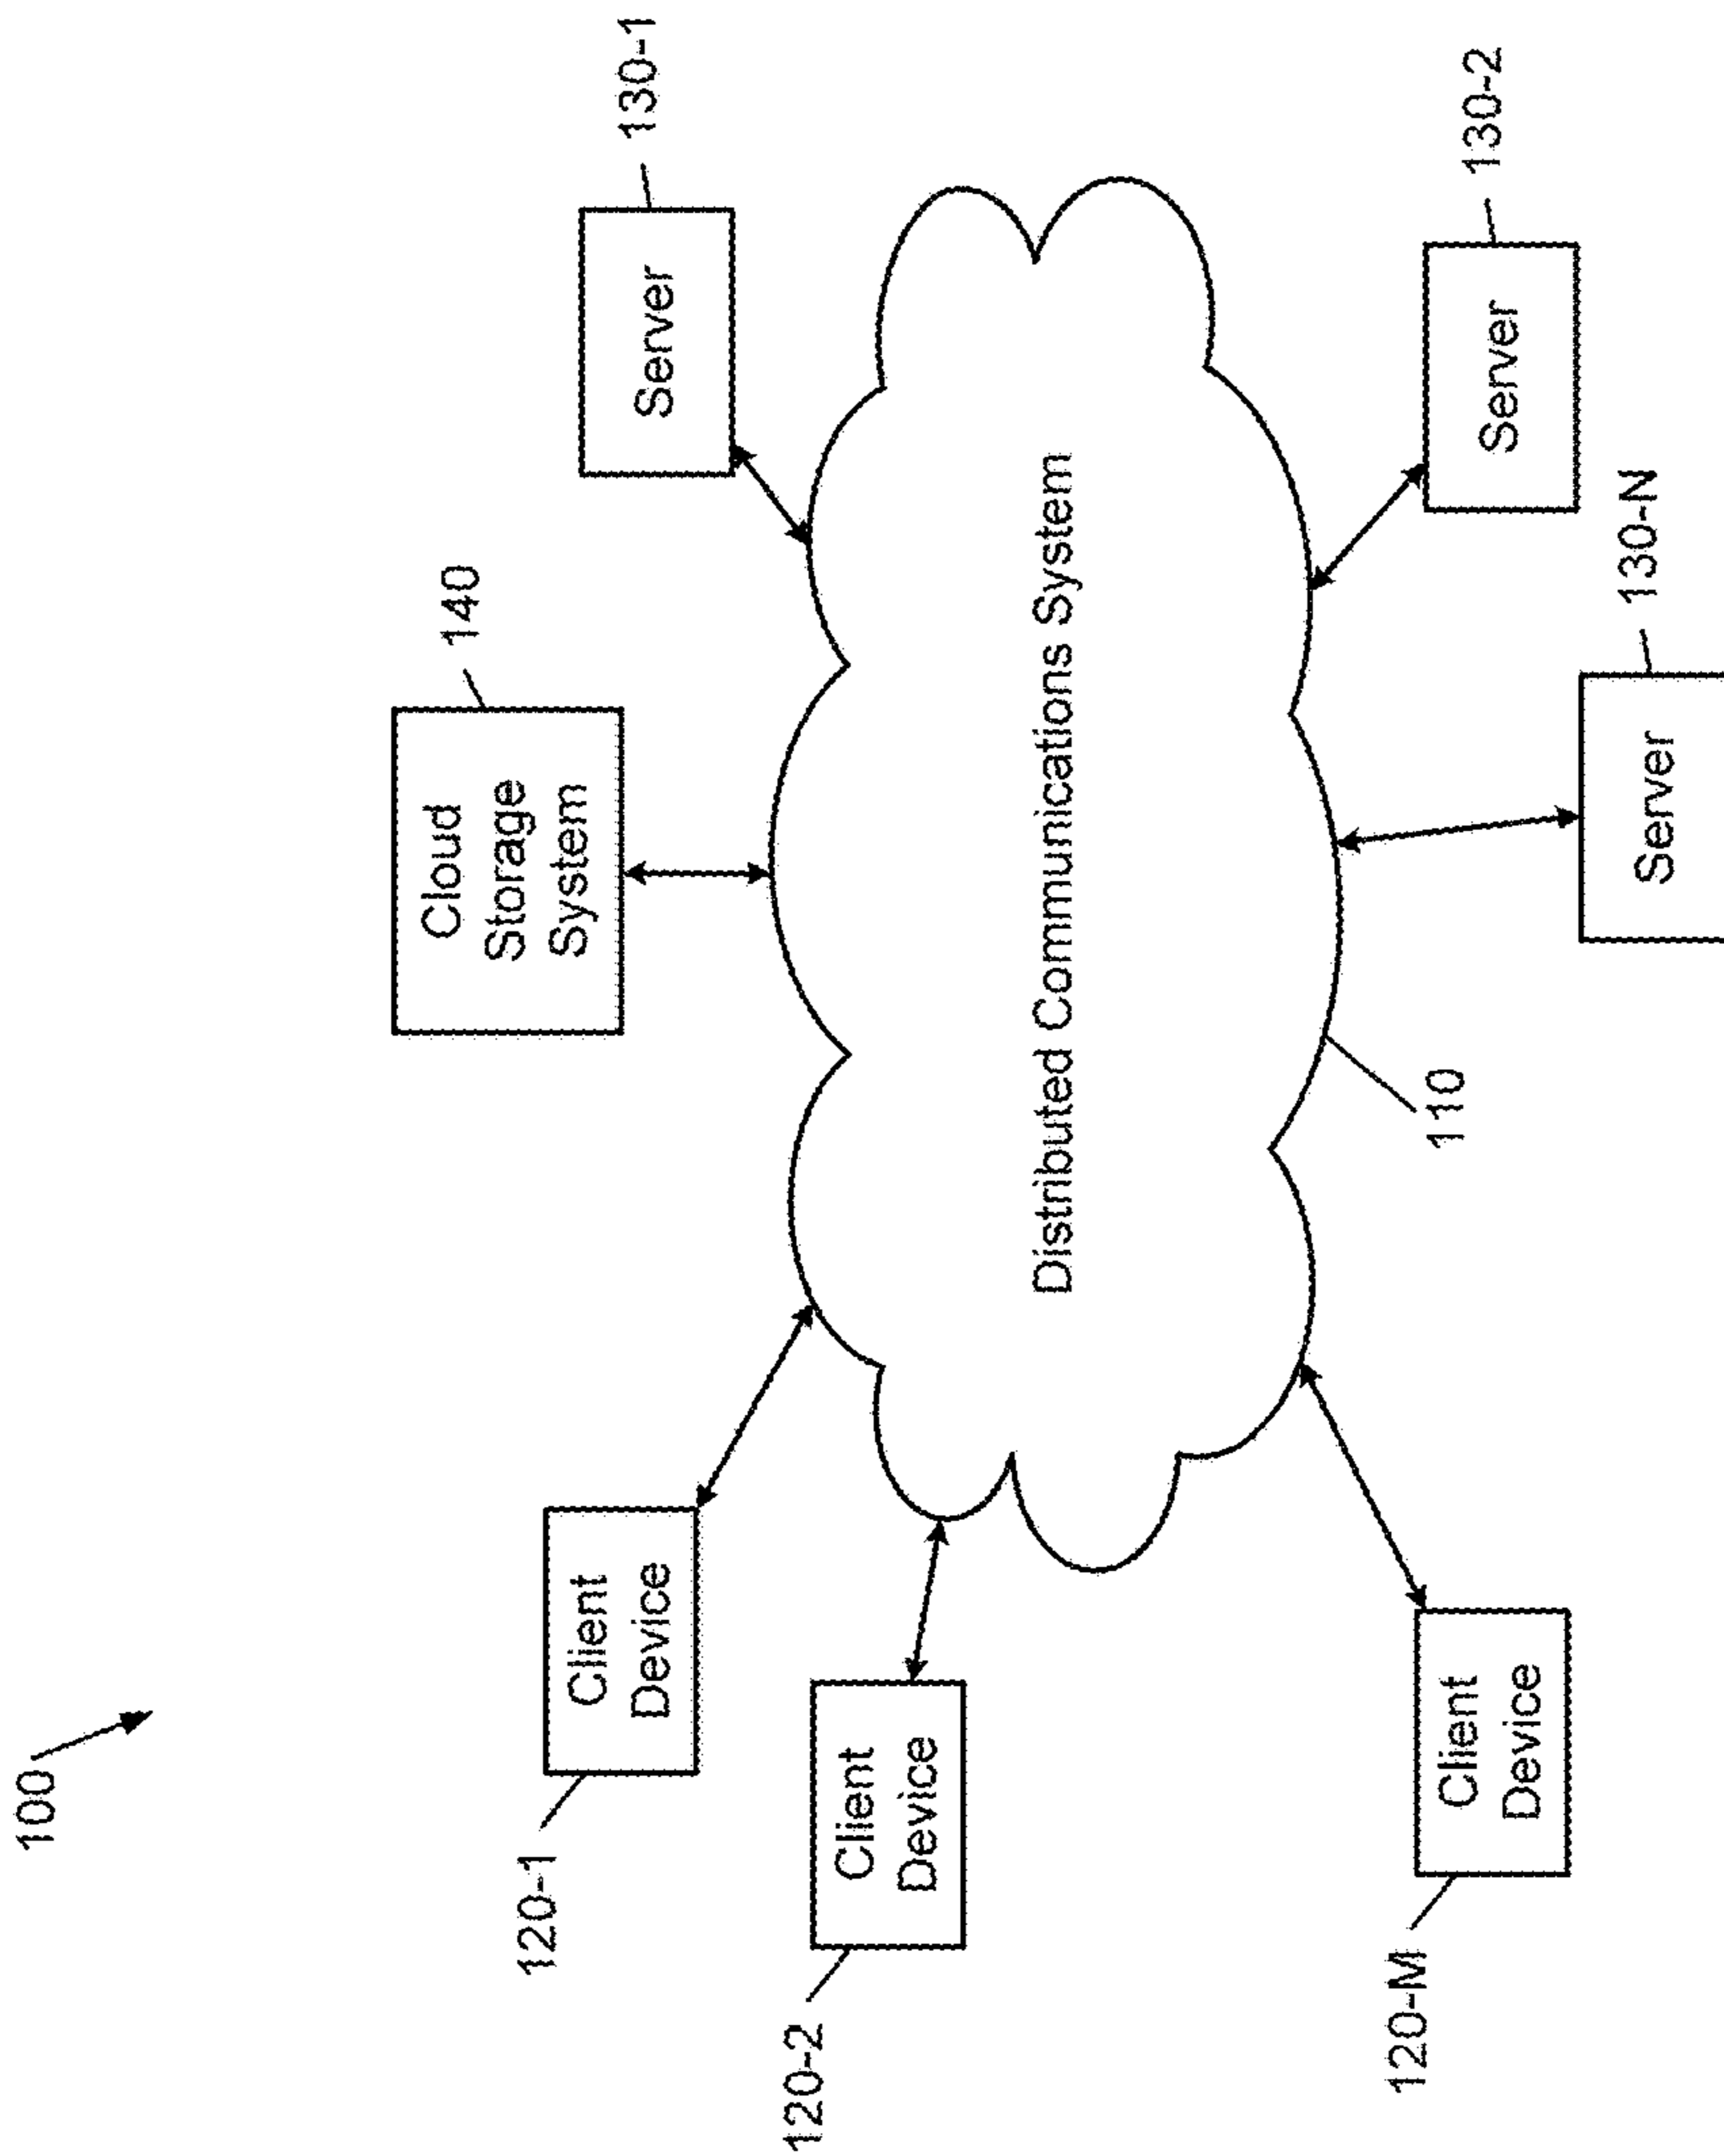 100
140
Cloud
Storage
System
130-1
Server
120-1
Client
Device
120-2
Client
Device
Distributed Communications System
110
120-M
Client
Device
130-2
Server
130-N
Server